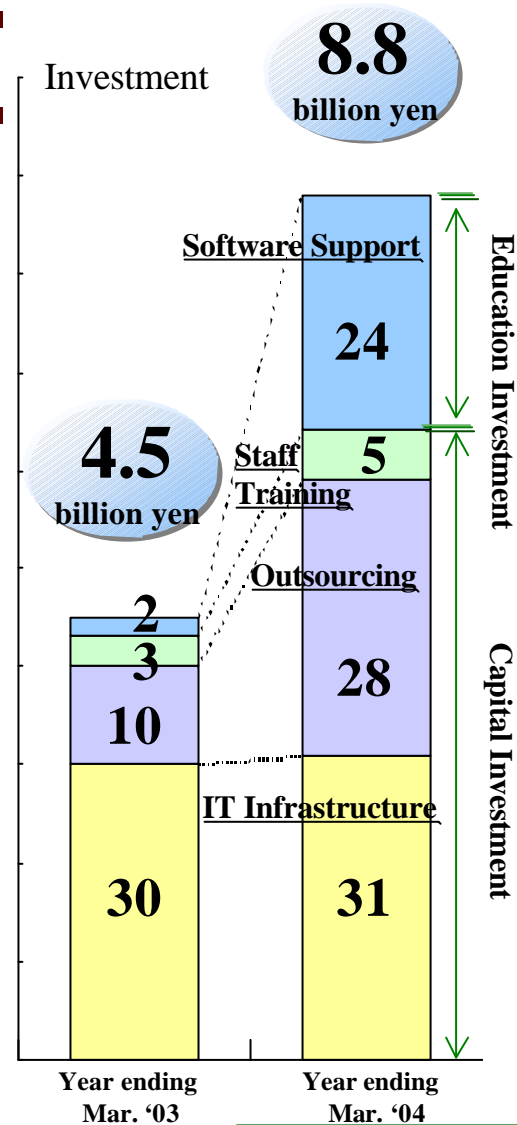 Investment
8.8
billion yen
Software Support
24
Education Investment
4.5
billion yen
Staff
Training
5
Outsourcing
28
2
3
10
Capital Investment
IT Infrastructure
30
31
Year ending
Mar. ‘03
Year ending
Mar. ‘04